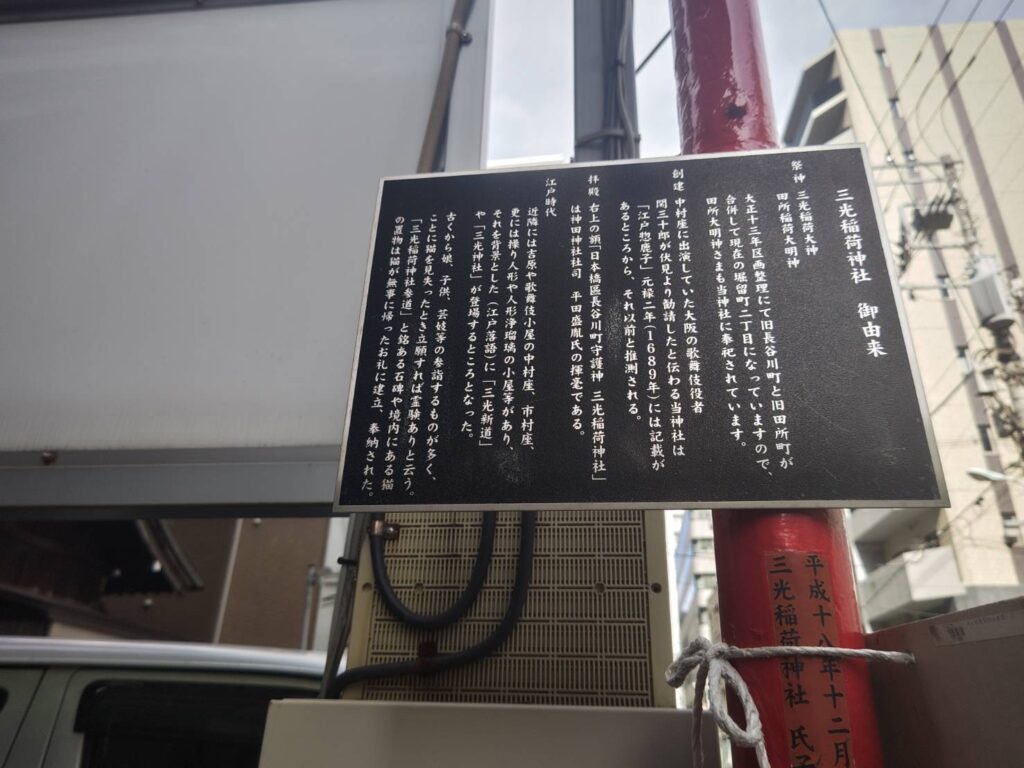 三光稲荷神社 御由来
祭神 三光稲荷大神
田所稲荷大明神
大正十三年区画整理にて旧長谷川町と旧田所町が
合併して現在の堀留町二丁目になっていますので、
田所大明神さまも当神社に奉祀されています。
創建 中村座に出演していた大阪の歌舞伎役者
関三十郎が伏見より勧請したと伝わる当神社は
「江戸惣鹿子」元禄二年(1689年)には記載が
あるところから、それ以前と推測される。
拝殿 右上の額「日本橋區長谷川町守護神 三光稲荷神社」
は神田神社社司 平田盛胤氏の揮毫である。
江戸時代
近隣には吉原や歌舞伎小屋の中村座、市村座、
更には操り人形や人形浄瑠璃の小屋等があり、
それを背景とした(江戸落語)に「三光新道」
や「三光神社」が登場するところとなった。
古くから娘、子供、芸妓等の参詣するものが多く、
ことに猫を見失ったとき立願すれば霊験ありと云う。
「三光稲荷神社参道」と銘ある石碑や境内にある猫
の置物は猫が無事に帰ったお礼に建立、奉納された。
平成十八年十二月
三光稲荷神社 氏子